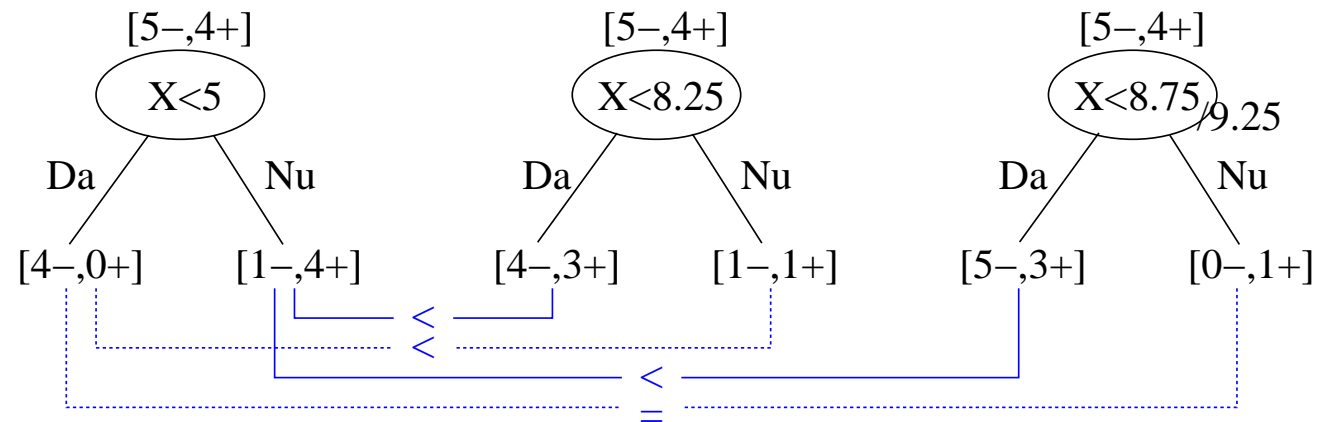 [5−,4+] [5−,4+] [5−,4+]
X<5 X<8.25 X<8.75/9.25
Da Nu Da Nu Da Nu
[4−,0+] [1−,4+] [4−,3+] [1−,1+] [5−,3+] [0−,1+]
<
<
<
=